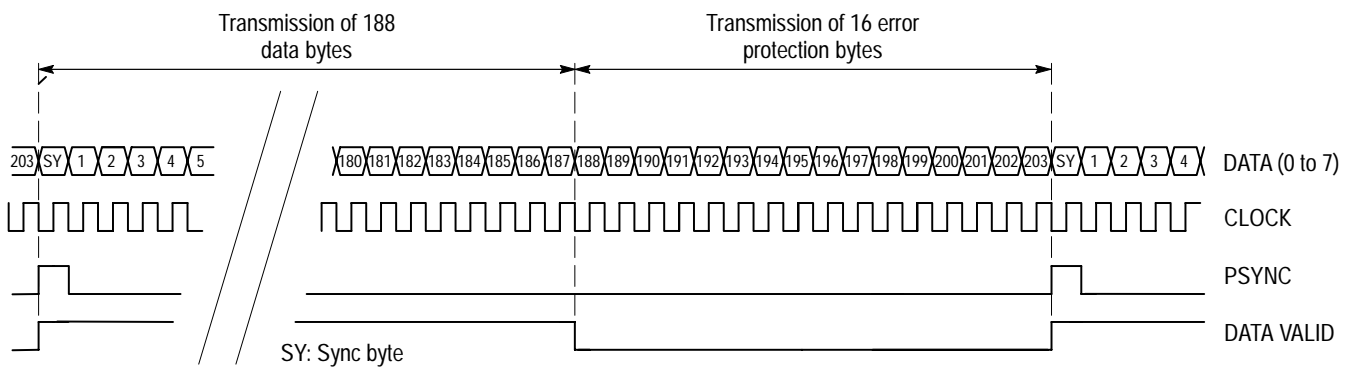 Transmission of 188
data bytes
Transmission of 16 error
protection bytes
203 SY 1 2 3 4 5 180 181 182 183 184 185 186 187 188 189 190 191 192 193 194 195 196 197 198 199 200 201 202 203 SY 1 2 3 4 DATA (0 to 7)
CLOCK
PSYNC
DATA VALID
SY: Sync byte